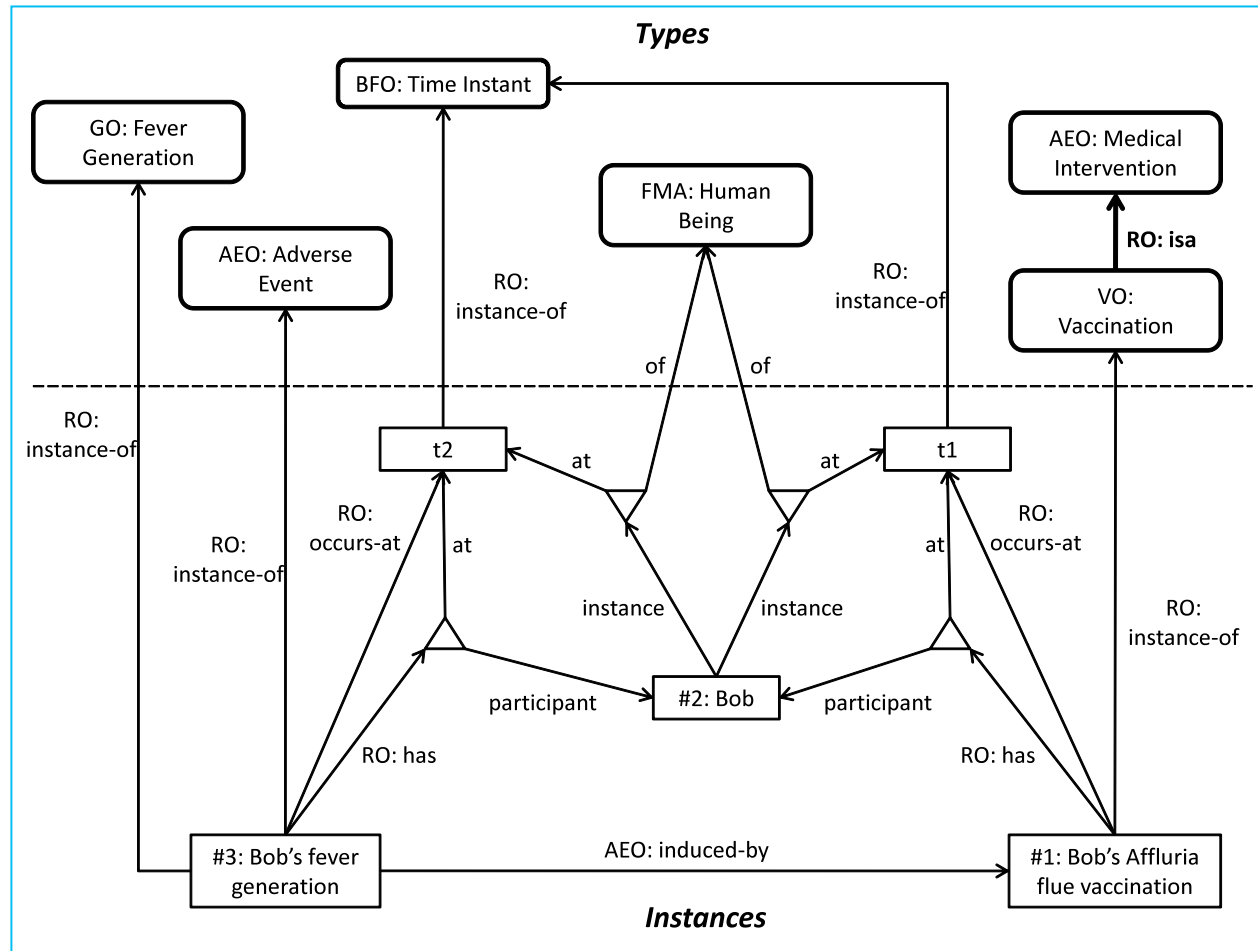 Types
BFO: Time Instant
GO: Fever
Generation
AEO: Medical
Intervention
FMA: Human
Being
AEO: Adverse
Event
RO: isa
RO:
instance-of
RO:
instance-of
VO:
Vaccination
of
of
RO:
instance-of
t2
t1
at
at
RO:
occurs-at
at
RO:
occurs-at
at
RO:
instance-of
instance
instance
RO:
instance-of
#2: Bob
participant
participant
RO: has
RO: has
#3: Bob’s fever
generation
AEO: induced-by
#1: Bob’s Affluria
flue vaccination
Instances